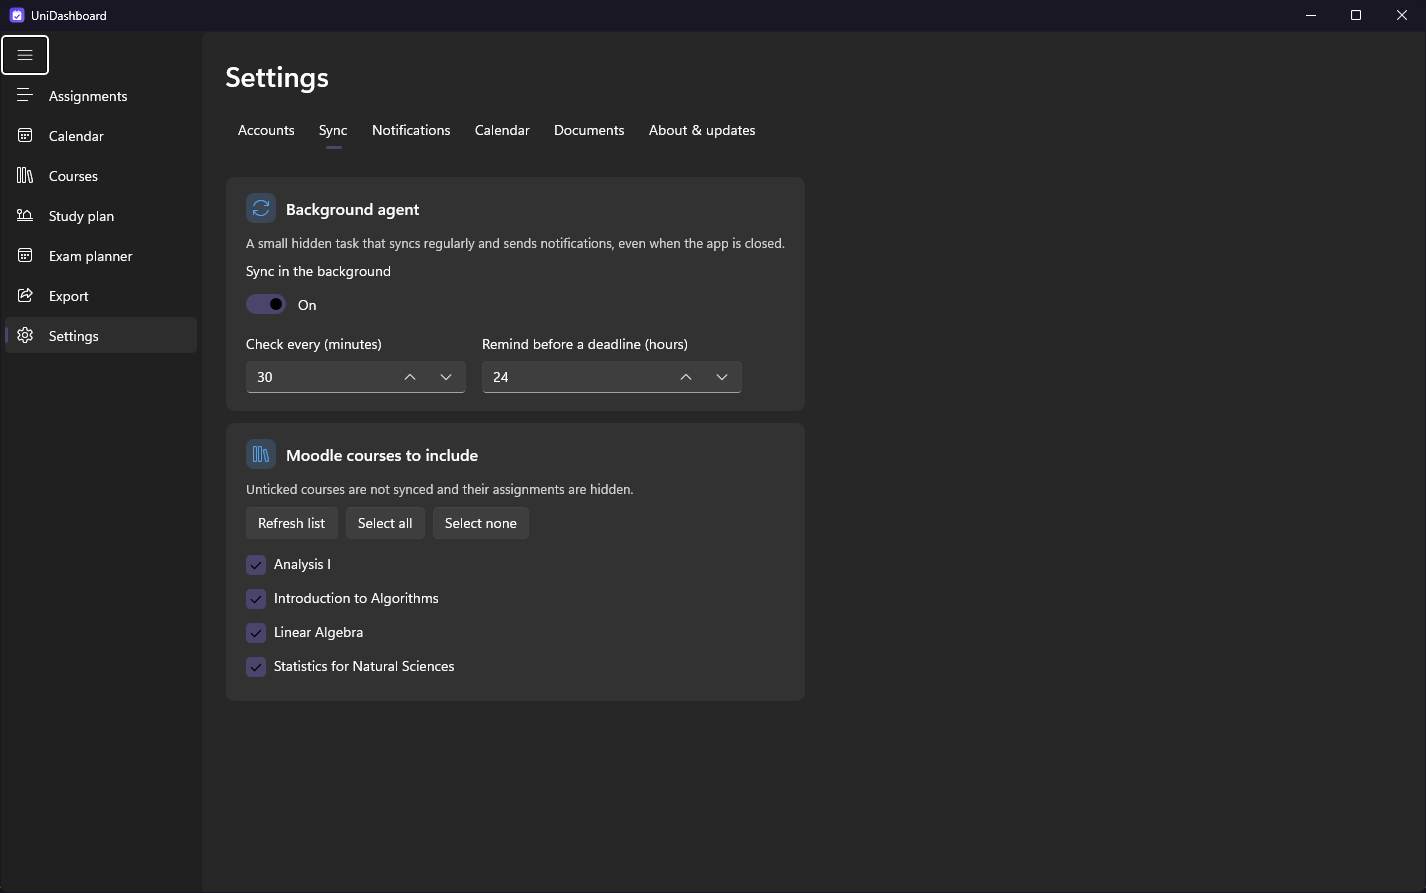 UniDashboard
Assignments
Calendar
Courses
Study plan
Exam planner
Export
Settings
Settings
Accounts Sync Notifications Calendar Documents About & updates
Background agent
A small hidden task that syncs regularly and sends notifications, even when the app is closed.
Sync in the background
On
Check every (minutes) Remind before a deadline (hours)
30 24
Moodle courses to include
Unticked courses are not synced and their assignments are hidden.
Refresh list Select all Select none
Analysis I
Introduction to Algorithms
Linear Algebra
Statistics for Natural Sciences